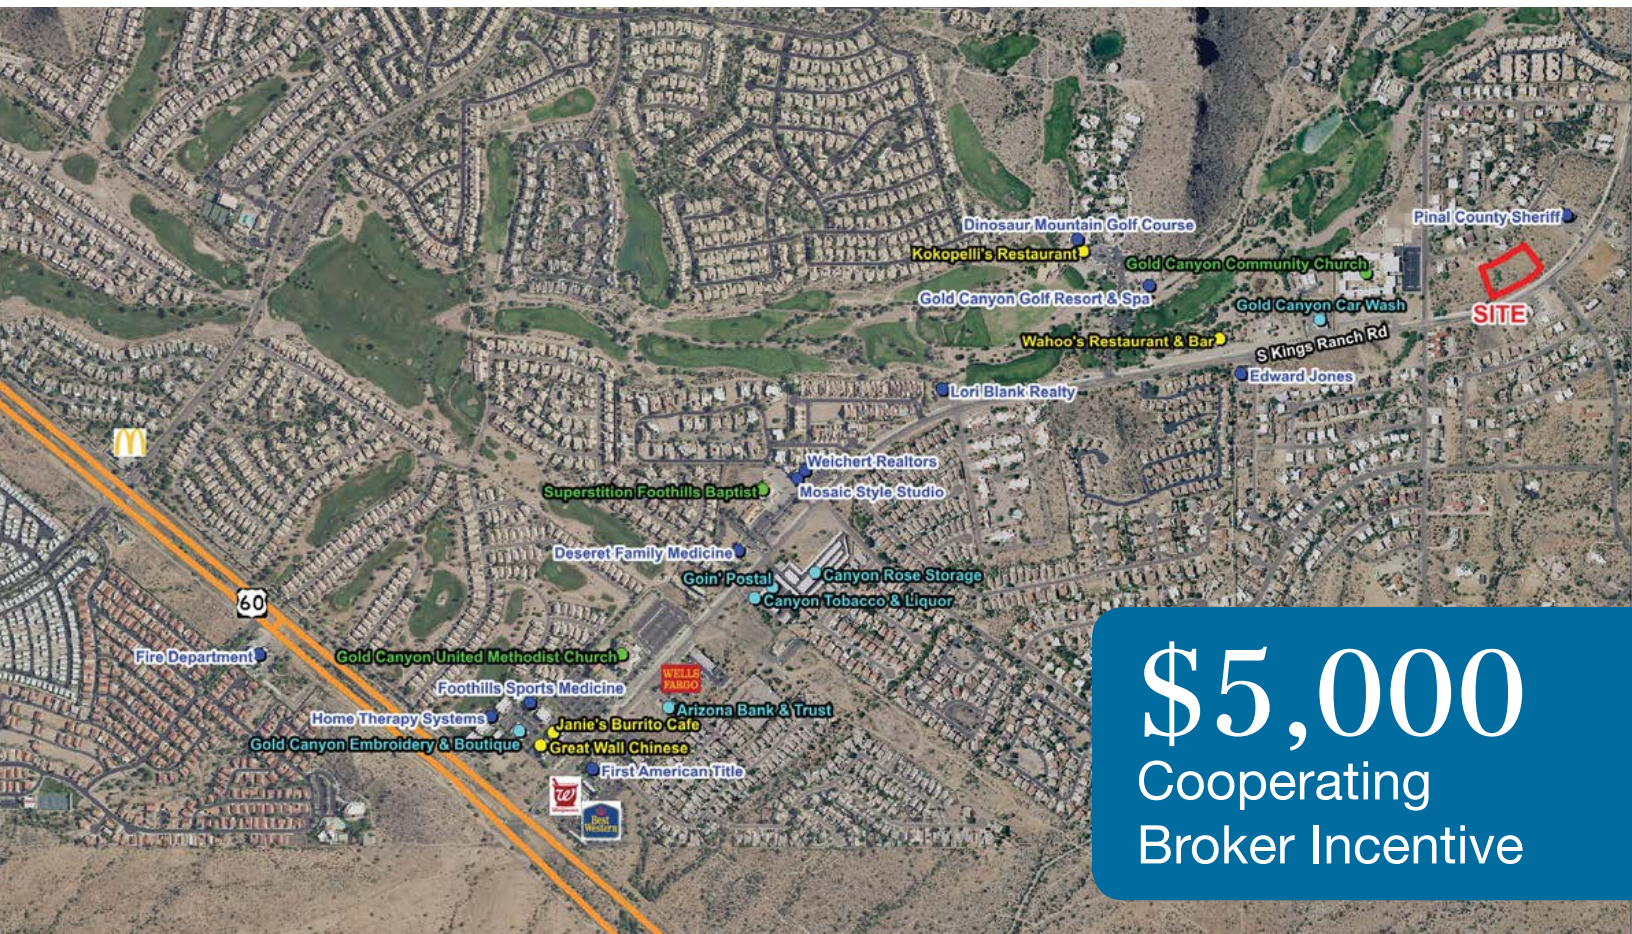 Dinosaur Mountain Golf Course
Pinal County Sheriff
Kokopelli's Restaurant
Gold Canyon Community Church
Gold Canyon Golf Resort & Spa
Gold Canyon Car Wash
SITE
Wahoo's Restaurant & Bar
S Kings Ranch Rd
Edward Jones
Lori Blank Realty
Weichert Realtors
Superstition Foothills Baptist
Mosaic Style Studio
Deseret Family Medicine
Goin' Postal
Canyon Rose Storage
Canyon Tobacco & Liquor
60
Fire Department
Gold Canyon United Methodist Church
WELLS
FARGO
Foothills Sports Medicine
Arizona Bank & Trust
Home Therapy Systems
Janie's Burrito Cafe
Gold Canyon Embroidery & Boutique
Great Wall Chinese
First American Title
Walgreens
Best
Western
$5,000
Cooperating
Broker Incentive